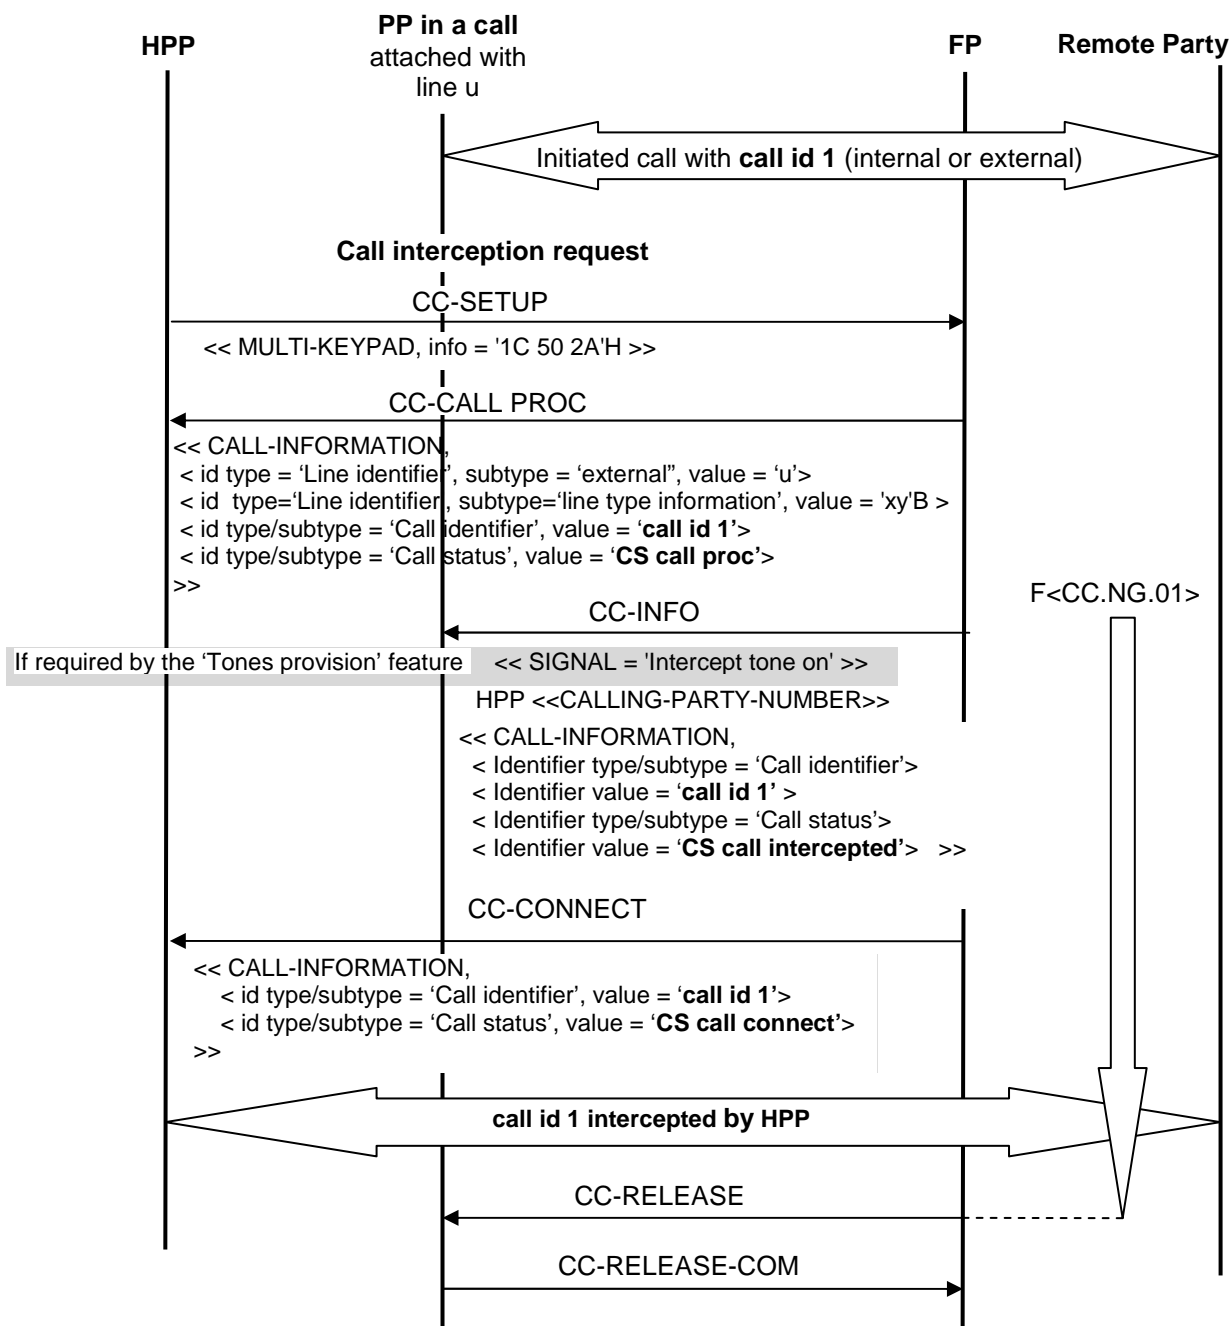 HPP
PP in a call
attached with
line u
FP
Remote Party
Initiated call with call id 1 (internal or external)
Call interception request
CC-SETUP
<< MULTI-KEYPAD, info = '1C 50 2A'H >>
CC-CALL PROC
<< CALL-INFORMATION,
< id type = ‘Line identifier’, subtype = ‘external”, value = ‘u’>
< id type=‘Line identifier’, subtype=‘line type information’, value = 'xy'B >
< id type/subtype = ‘Call identifier’, value = ‘call id 1’>
< id type/subtype = ‘Call status’, value = ‘CS call proc’>
>>
F<CC.NG.01>
CC-INFO
If required by the ‘Tones provision’ feature << SIGNAL = 'Intercept tone on' >>
HPP <<CALLING-PARTY-NUMBER>>
<< CALL-INFORMATION,
< Identifier type/subtype = ‘Call identifier’>
< Identifier value = ‘call id 1’ >
< Identifier type/subtype = ‘Call status’>
< Identifier value = ‘CS call intercepted’> >>
CC-CONNECT
<< CALL-INFORMATION,
< id type/subtype = ‘Call identifier’, value = ‘call id 1’>
< id type/subtype = ‘Call status’, value = ‘CS call connect’>
>>
call id 1 intercepted by HPP
CC-RELEASE
CC-RELEASE-COM